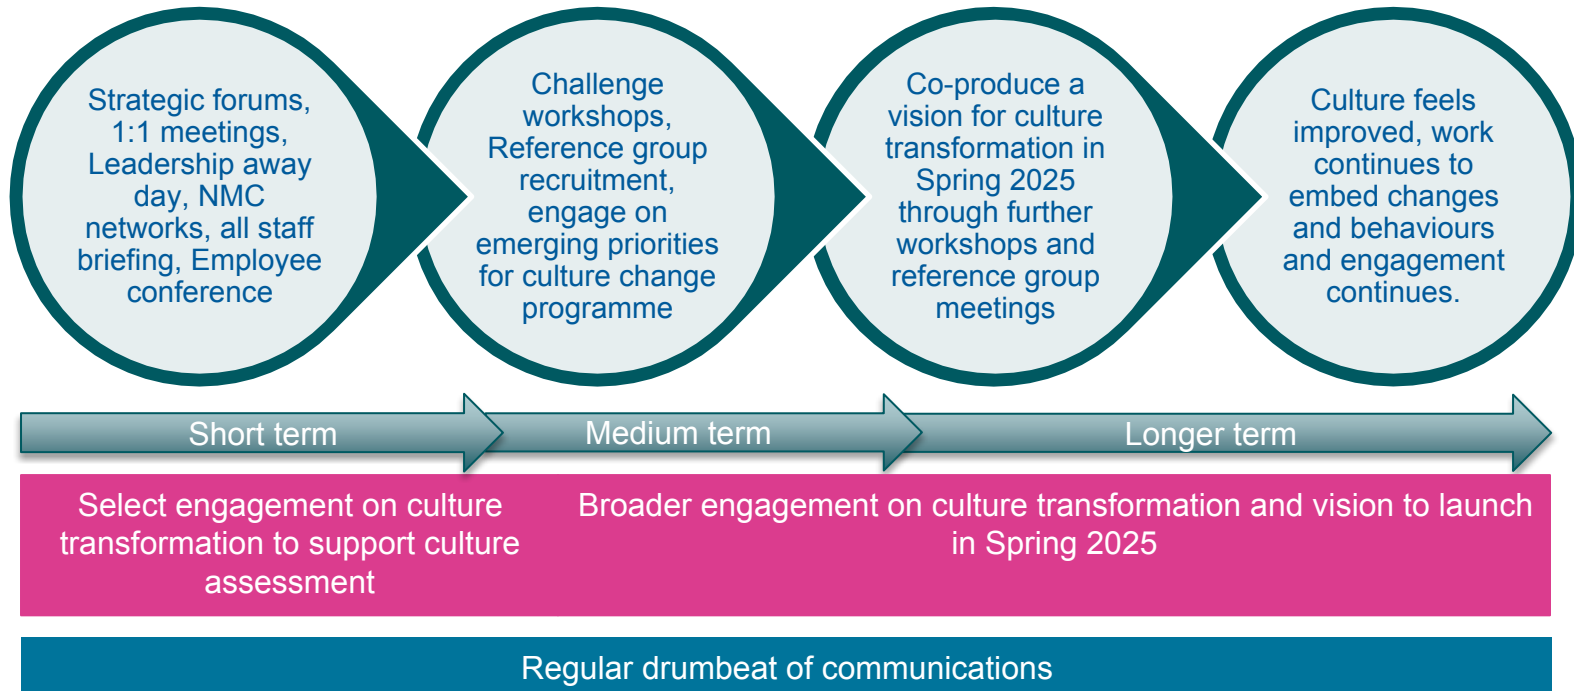 Strategic forums,
1:1 meetings,
Leadership away
day, NMC
networks, all staff
briefing, Employee
conference
Challenge
workshops,
Reference group
recruitment,
engage on
emerging priorities
for culture change
programme
Co-produce a
vision for culture
transformation in
Spring 2025
through further
workshops and
reference group
meetings
Culture feels
improved, work
continues to
embed changes
and behaviours
and engagement
continues.
Short term
Medium term
Longer term
Select engagement on culture
transformation to support culture
assessment
Broader engagement on culture transformation and vision to launch
in Spring 2025
Regular drumbeat of communications